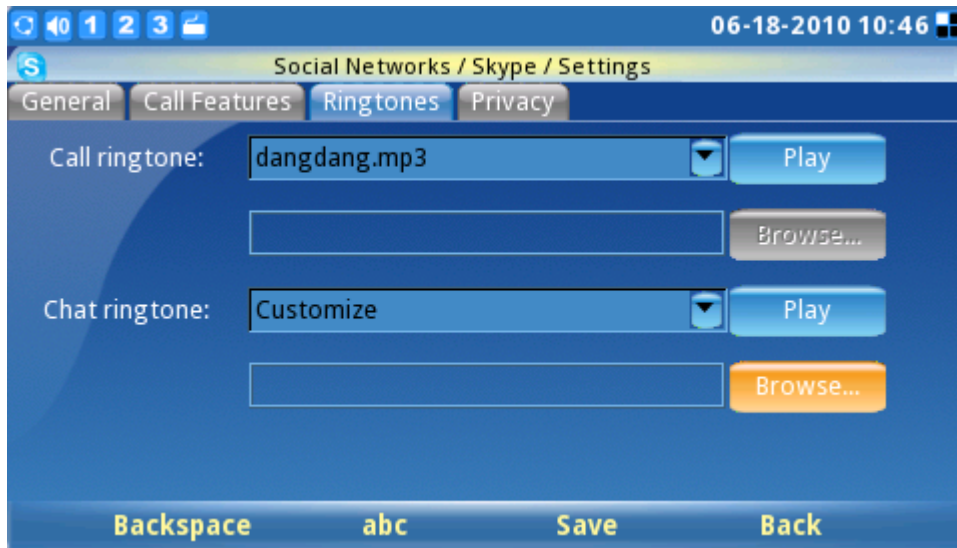 1 2 3 06-18-2010 10:46
S Social Networks / Skype / Settings
General Call Features Ringtones Privacy
Call ringtone: dangdang.mp3 Play
Browse...
Chat ringtone: Customize Play
Browse...
Backspace abc Save Back